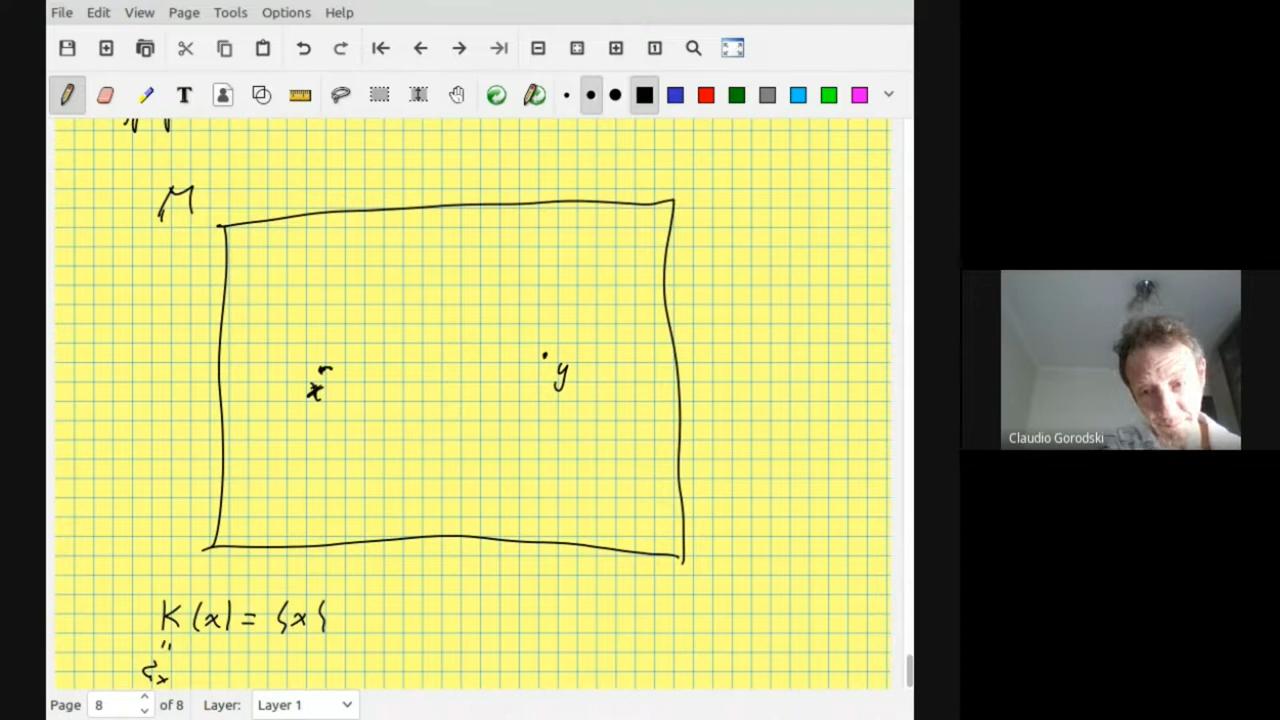 File Edit View Page Tools Options Help
M
x
y
K(x) = {x}
"
Claudio Gorodski
Page 8 of 8 Layer: Layer 1